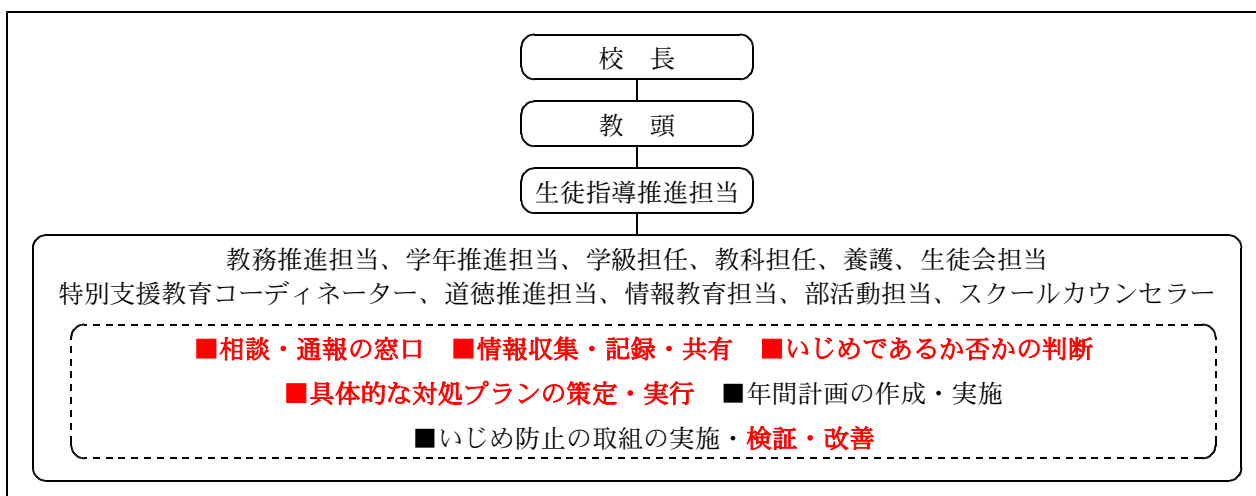 校　長
教　頭
生徒指導推進担当
教務推進担当、学年推進担当、学級担任、教科担任、養護、生徒会担当
特別支援教育コーディネーター、道徳推進担当、情報教育担当、部活動担当、スクールカウンセラー
■相談・通報の窓口　■情報収集・記録・共有　■いじめであるか否かの判断
■具体的な対処プランの策定・実行　■年間計画の作成・実施
■いじめ防止の取組の実施・検証・改善